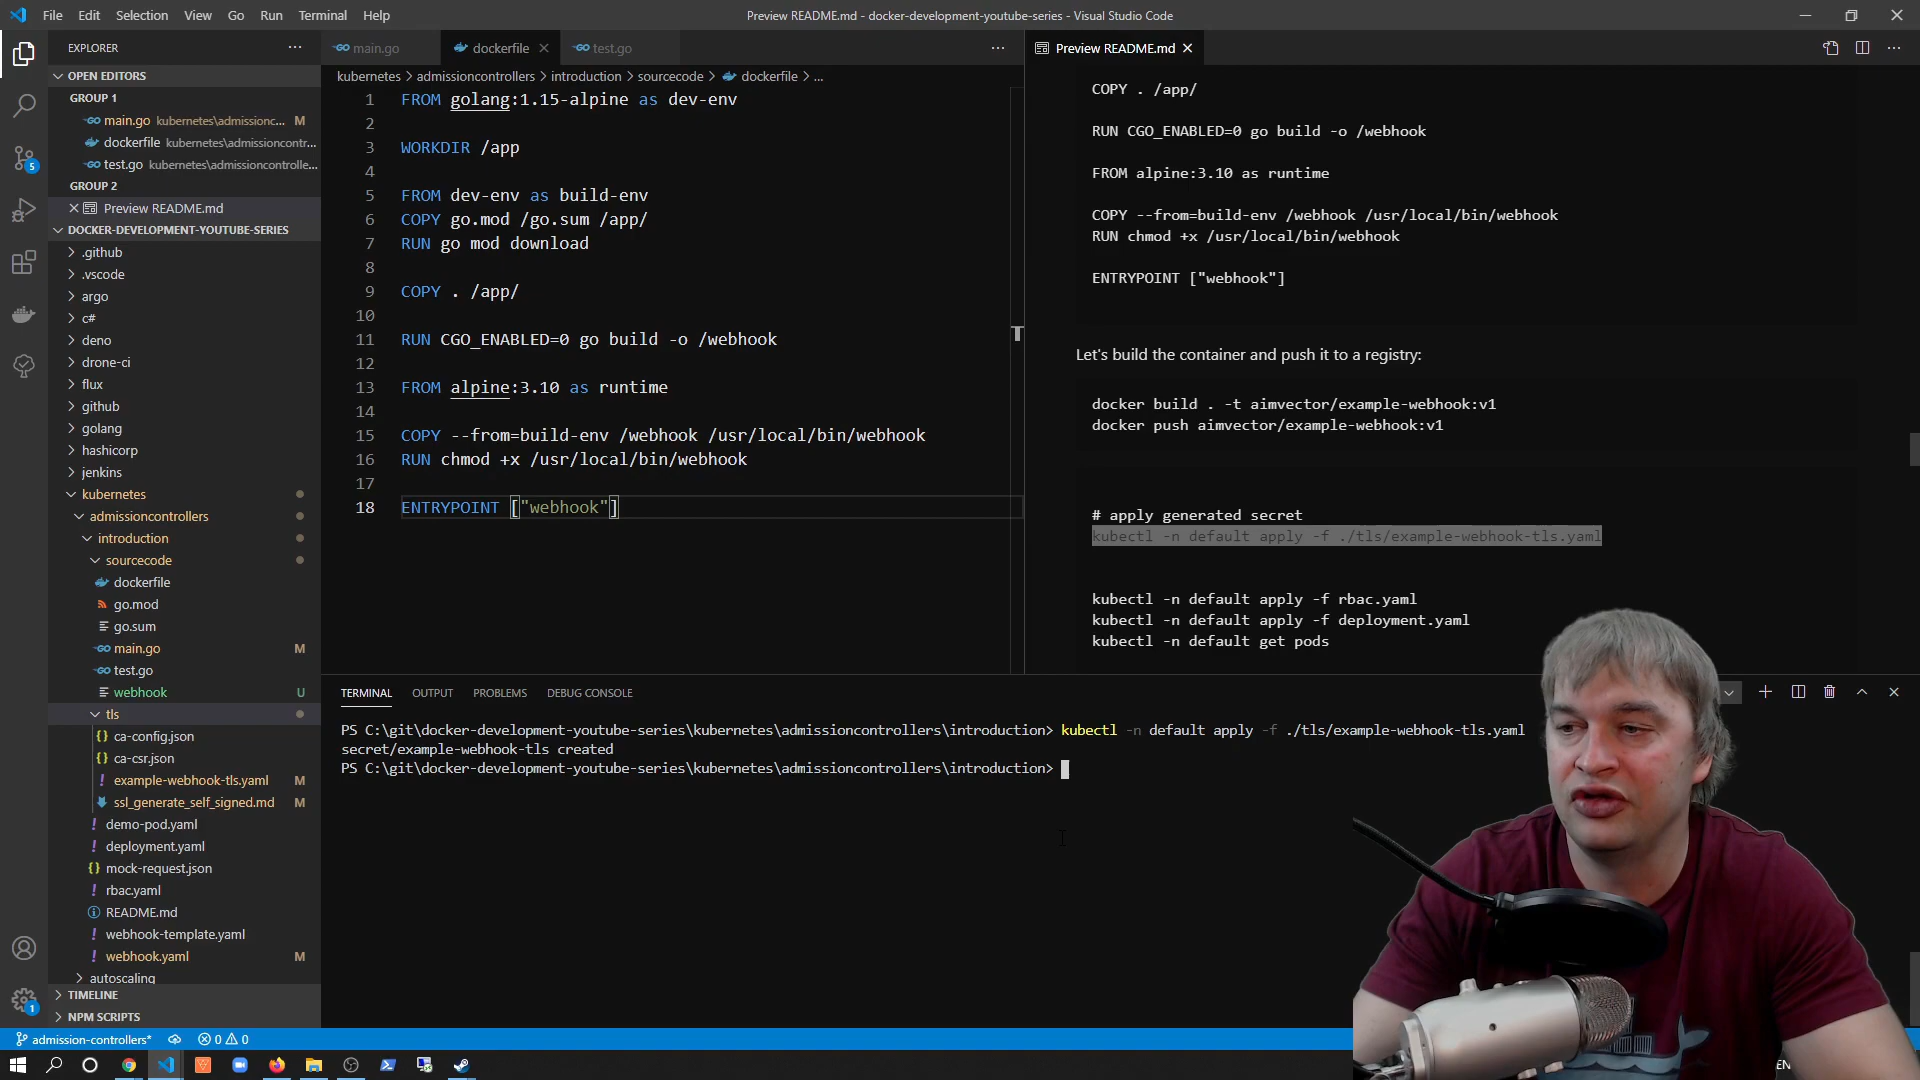 File Edit Selection View Go Run Terminal Help
Preview README.md - docker-development-youtube-series - Visual Studio Code
EXPLORER
OPEN EDITORS
GROUP 1
main.go kubernetes\admissionc... M
dockerfile kubernetes\admissioncontr...
test.go kubernetes\admissioncontrolle...
GROUP 2
Preview README.md
DOCKER-DEVELOPMENT-YOUTUBE-SERIES
.github
.vscode
argo
c#
deno
drone-ci
flux
github
golang
hashicorp
jenkins
kubernetes
admissioncontrollers
introduction
sourcecode
dockerfile
go.mod
go.sum
main.go M
test.go
webhook U
tls
ca-config.json
ca-csr.json
example-webhook-tls.yaml M
ssl_generate_self_signed.md M
demo-pod.yaml
deployment.yaml
mock-request.json
rbac.yaml
README.md
webhook-template.yaml
webhook.yaml M
autoscaling
TIMELINE
NPM SCRIPTS
main.go
dockerfile
test.go
kubernetes > admissioncontrollers > introduction > sourcecode > dockerfile > ...
1 FROM golang:1.15-alpine as dev-env
2
3 WORKDIR /app
4
5 FROM dev-env as build-env
6 COPY go.mod /go.sum /app/
7 RUN go mod download
8
9 COPY . /app/
10
11 RUN CGO_ENABLED=0 go build -o /webhook
12
13 FROM alpine:3.10 as runtime
14
15 COPY --from=build-env /webhook /usr/local/bin/webhook
16 RUN chmod +x /usr/local/bin/webhook
17
18 ENTRYPOINT ["webhook"]
Preview README.md
COPY . /app/
RUN CGO_ENABLED=0 go build -o /webhook
FROM alpine:3.10 as runtime
COPY --from=build-env /webhook /usr/local/bin/webhook
RUN chmod +x /usr/local/bin/webhook
ENTRYPOINT ["webhook"]
Let's build the container and push it to a registry:
docker build . -t aimvector/example-webhook:v1
docker push aimvector/example-webhook:v1
# apply generated secret
kubectl -n default apply -f ./tls/example-webhook-tls.yaml
kubectl -n default apply -f rbac.yaml
kubectl -n default apply -f deployment.yaml
kubectl -n default get pods
TERMINAL OUTPUT PROBLEMS DEBUG CONSOLE
PS C:\git\docker-development-youtube-series\kubernetes\admissioncontrollers\introduction> kubectl -n default apply -f ./tls/example-webhook-tls.yaml
secret/example-webhook-tls created
PS C:\git\docker-development-youtube-series\kubernetes\admissioncontrollers\introduction>
5
1
admission-controllers* 0 0
EN